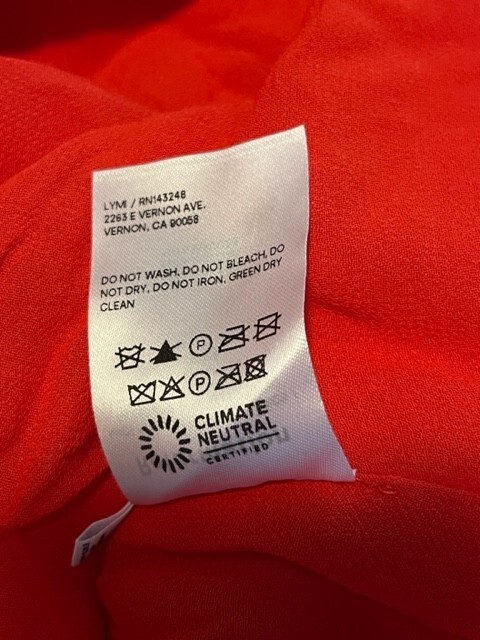 LYMI / RN143248
2263 E VERNON AVE.
VERNON, CA 90058
DO NOT WASH, DO NOT BLEACH, DO
NOT DRY, DO NOT IRON, GREEN DRY
CLEAN
P
P
CLIMATE
NEUTRAL
CERTIFIED